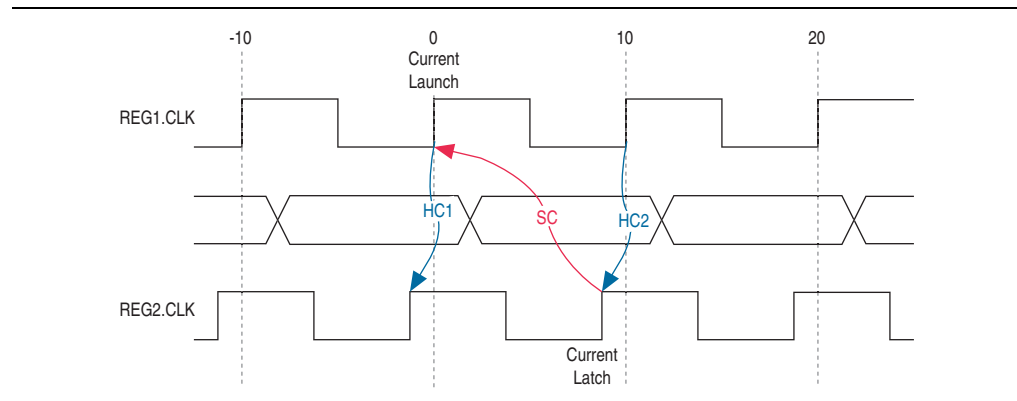 -10 0 10 20
Current
Launch
REG1.CLK
HC1 SC HC2
REG2.CLK
Current
Latch